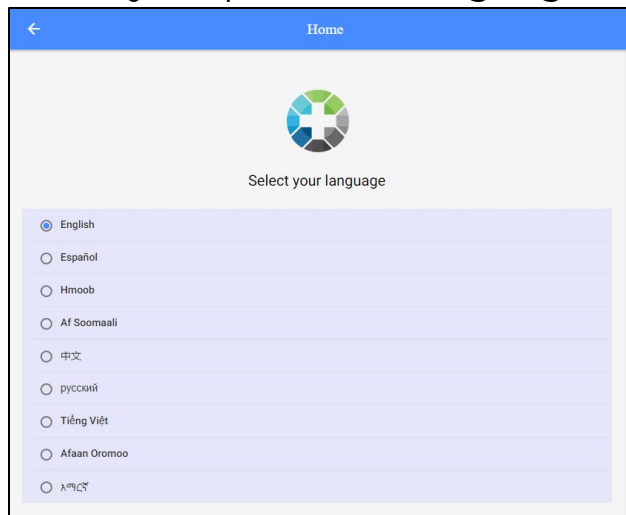 Home
Select your language
English
Español
Hmoob
Af Soomaali
中文
русский
Tiếng Việt
Afaan Oromoo
አማርኛ